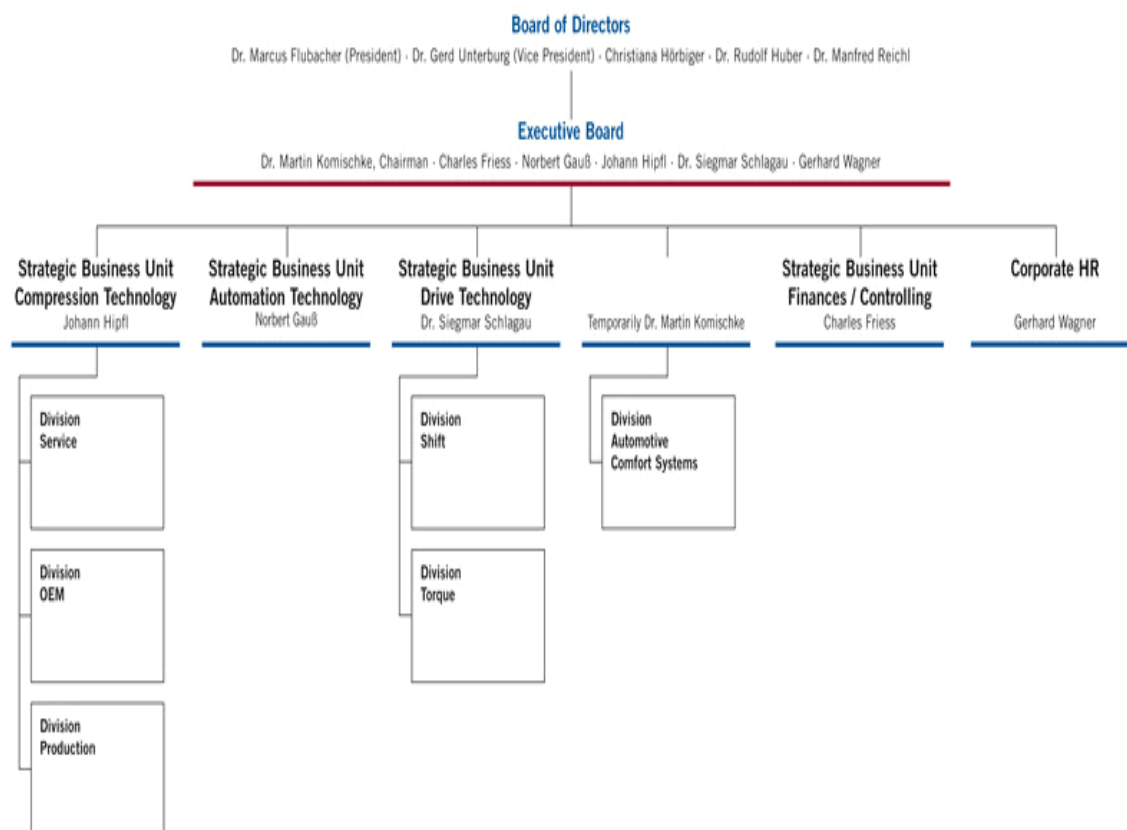 Board of Directors
Dr. Marcus Flubacher (President) · Dr. Gerd Unterburg (Vice President) · Christiana Hörbiger · Dr. Rudolf Huber · Dr. Manfred Reichl
Executive Board
Dr. Martin Komischke, Chairman · Charles Friess · Norbert Gauß · Johann Hipfl · Dr. Siegmar Schlagau · Gerhard Wagner
Strategic Business Unit
Compression Technology
Johann Hipfl
Strategic Business Unit
Automation Technology
Norbert Gauß
Strategic Business Unit
Drive Technology
Dr. Siegmar Schlagau
Temporarily Dr. Martin Komischke
Strategic Business Unit
Finances / Controlling
Charles Friess
Corporate HR
Gerhard Wagner
Division
Service
Division
OEM
Division
Production
Division
Shift
Division
Torque
Division
Automotive
Comfort Systems